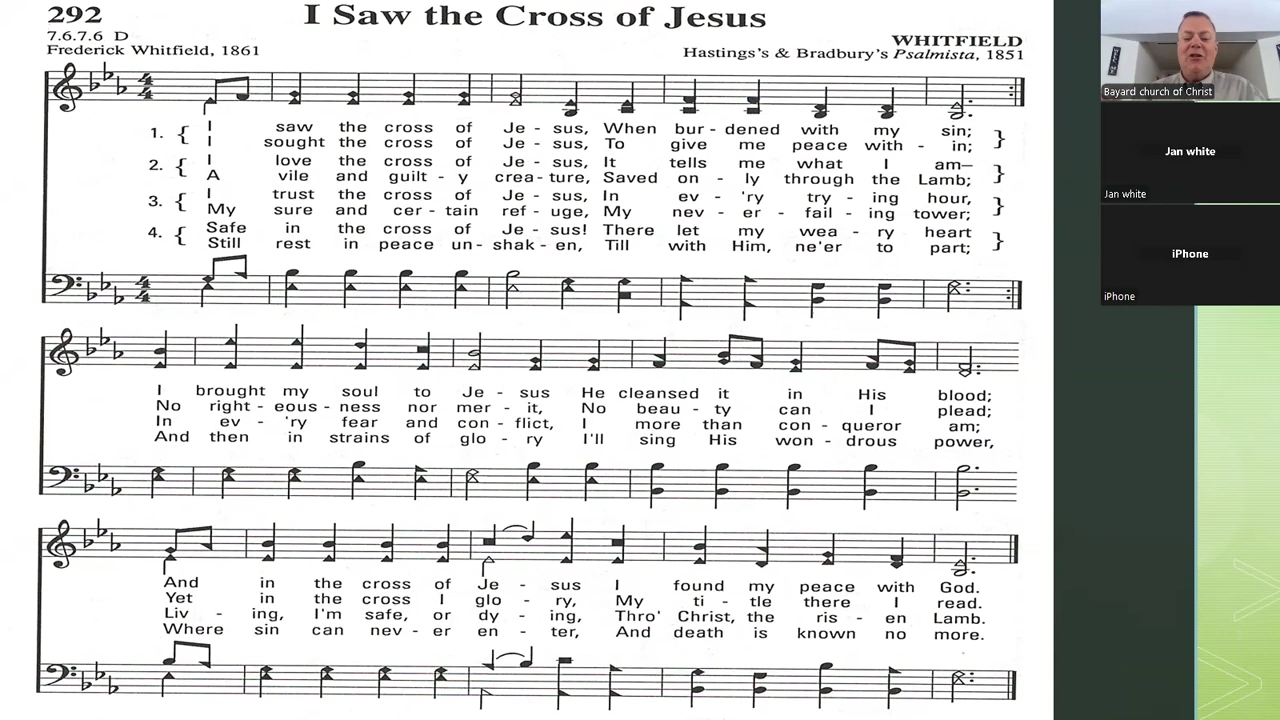 292
I Saw the Cross of Jesus
7.6.7.6 D
Frederick Whitfield, 1861
WHITFIELD
Hastings's & Bradbury's Psalmista, 1851
4
4
1. { I saw the cross of Je - sus, When bur - dened with my sin; }
I sought the cross of Je - sus, To give me peace with - in;
2. { I love the cross of Je - sus, It tells me what I am— }
A vile and guilt - y crea - ture, Saved on - ly through the Lamb;
3. { I trust the cross of Je - sus, In ev - 'ry try - ing hour, }
My sure and cer - tain ref - uge, My nev - er - fail - ing tower;
4. { Safe in the cross of Je - sus! There let my wea - ry heart }
Still rest in peace un - shak - en, Till with Him, ne'er to part;
4
4
I brought my soul to Je - sus He cleansed it in His blood;
No right - eous - ness nor mer - it, No beau - ty can I plead;
In ev - 'ry fear and con - flict, I more than con - queror am;
And then in strains of glo - ry I'll sing His won - drous power,
And in the cross of Je - sus I found my peace with God.
Yet in the cross I glo - ry, My ti - tle there I read.
Liv - ing, I'm safe, or dy - ing, Thro' Christ, the ris - en Lamb.
Where sin can nev - er en - ter, And death is known no more.
Bayard church of Christ
Jan white
Jan white
iPhone
iPhone